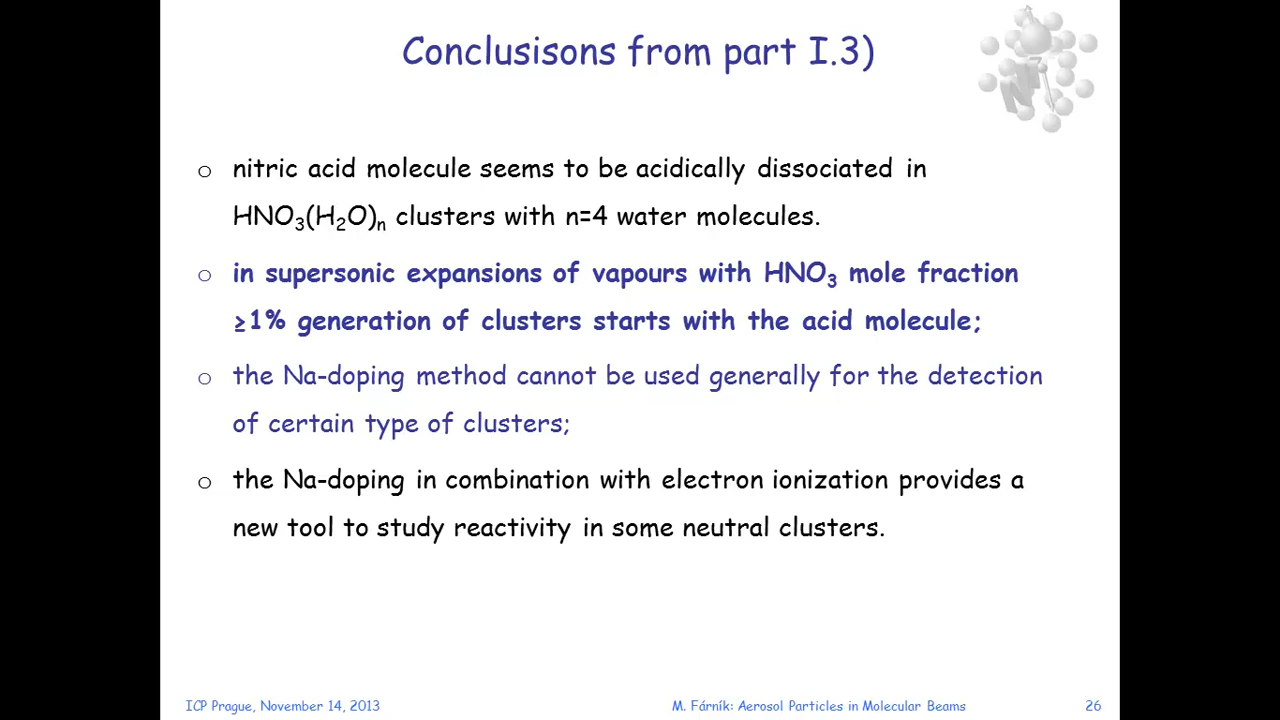 Conclusisons from part I.3)
o nitric acid molecule seems to be acidically dissociated in
HNO₃(H₂O)ₙ clusters with n=4 water molecules.
o in supersonic expansions of vapours with HNO₃ mole fraction
≥1% generation of clusters starts with the acid molecule;
o the Na-doping method cannot be used generally for the detection
of certain type of clusters;
o the Na-doping in combination with electron ionization provides a
new tool to study reactivity in some neutral clusters.
ICP Prague, November 14, 2013 M. Fárník: Aerosol Particles in Molecular Beams 26